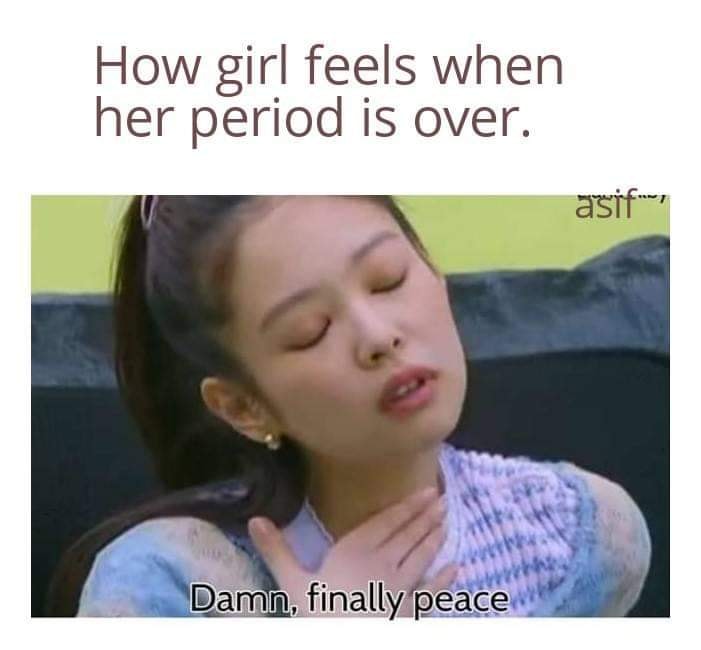 How girl feels when
her period is over.
asif
Damn, finally peace